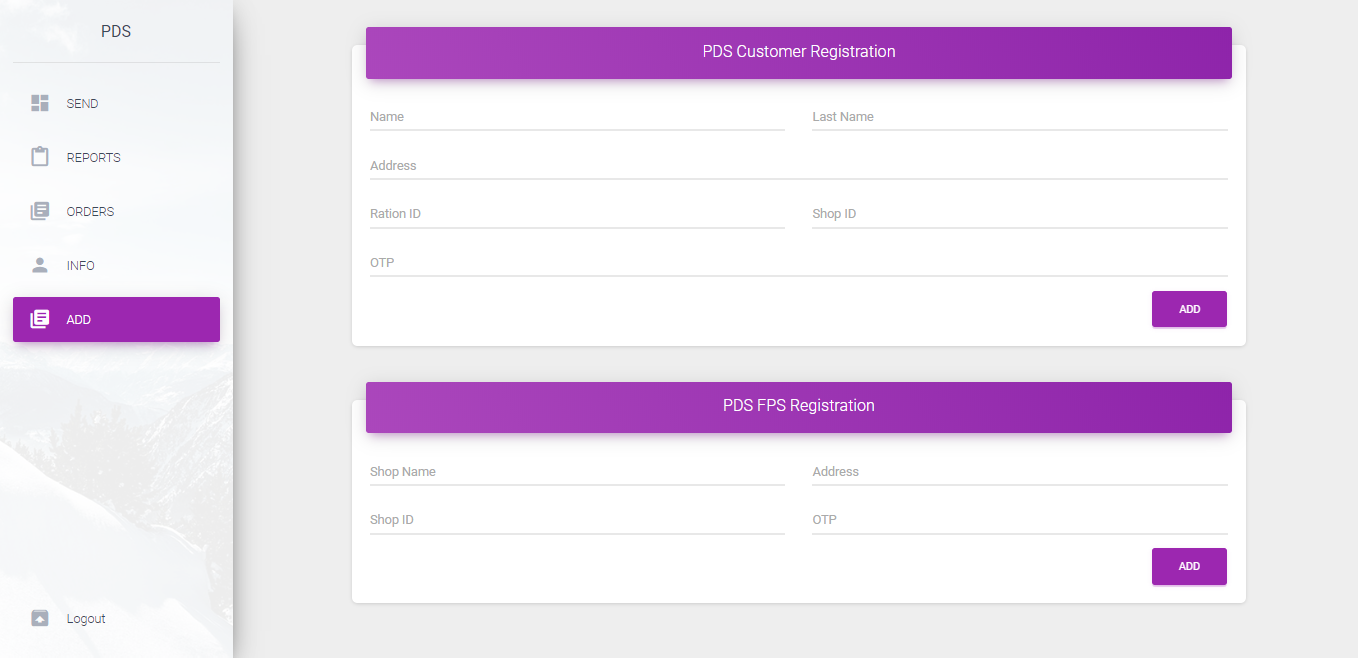 PDS
SEND
REPORTS
ORDERS
INFO
ADD
Logout
PDS Customer Registration
Name
Last Name
Address
Ration ID
Shop ID
OTP
ADD
PDS FPS Registration
Shop Name
Address
Shop ID
OTP
ADD